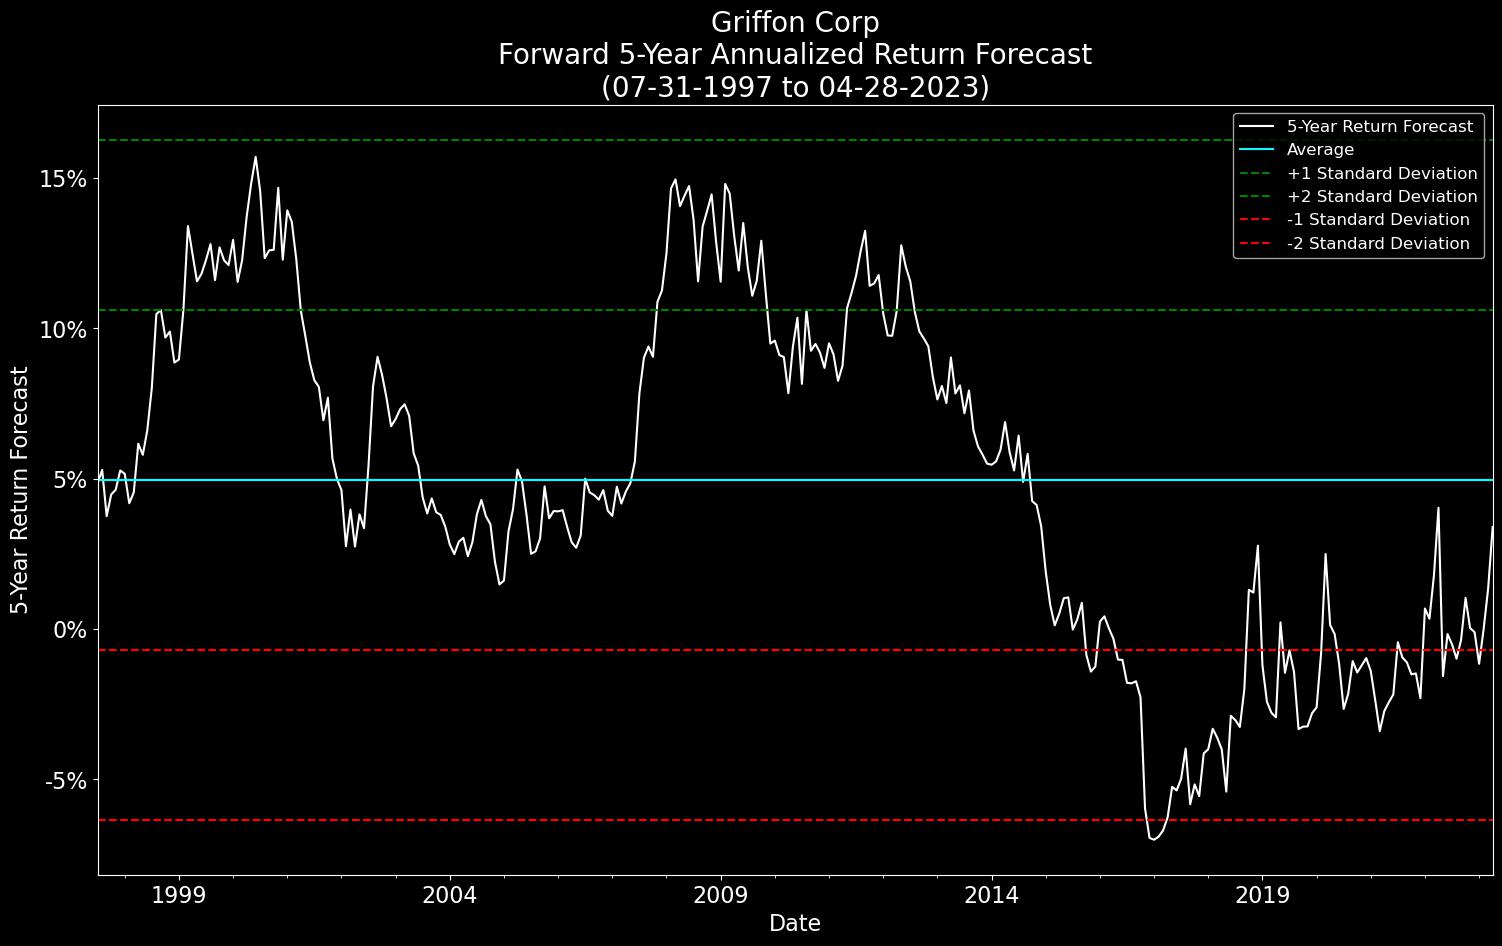 Griffon Corp
Forward 5-Year Annualized Return Forecast
(07-31-1997 to 04-28-2023)
5-Year Return Forecast
Average
+1 Standard Deviation
+2 Standard Deviation
-1 Standard Deviation
-2 Standard Deviation
15%
10%
5%
0%
-5%
5-Year Return Forecast
1999 2004 2009 2014 2019
Date